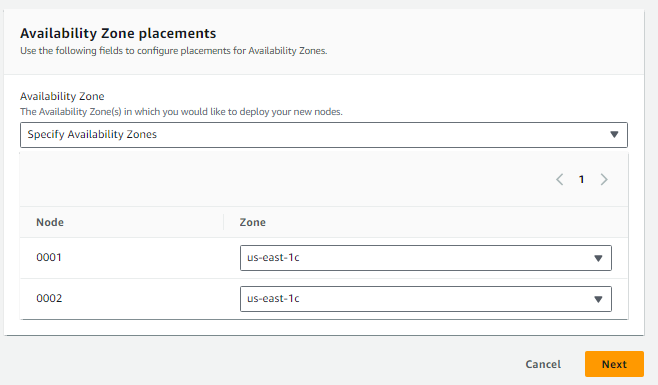 Availability Zone placements
Use the following fields to configure placements for Availability Zones.
Availability Zone
The Availability Zone(s) in which you would like to deploy your new nodes.
Specify Availability Zones
1
Node Zone
0001 us-east-1c
0002 us-east-1c
Cancel Next